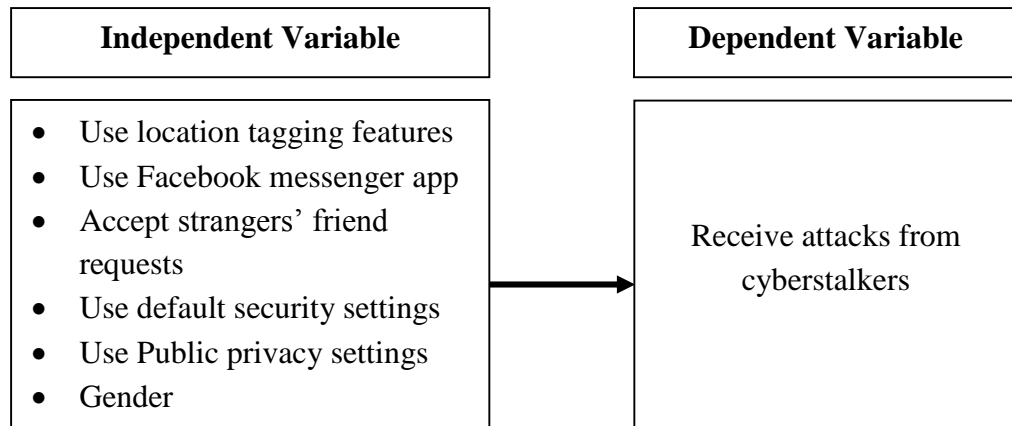 Independent Variable
Dependent Variable
• Use location tagging features
• Use Facebook messenger app
• Accept strangers’ friend
requests
• Use default security settings
• Use Public privacy settings
• Gender
Receive attacks from
cyberstalkers